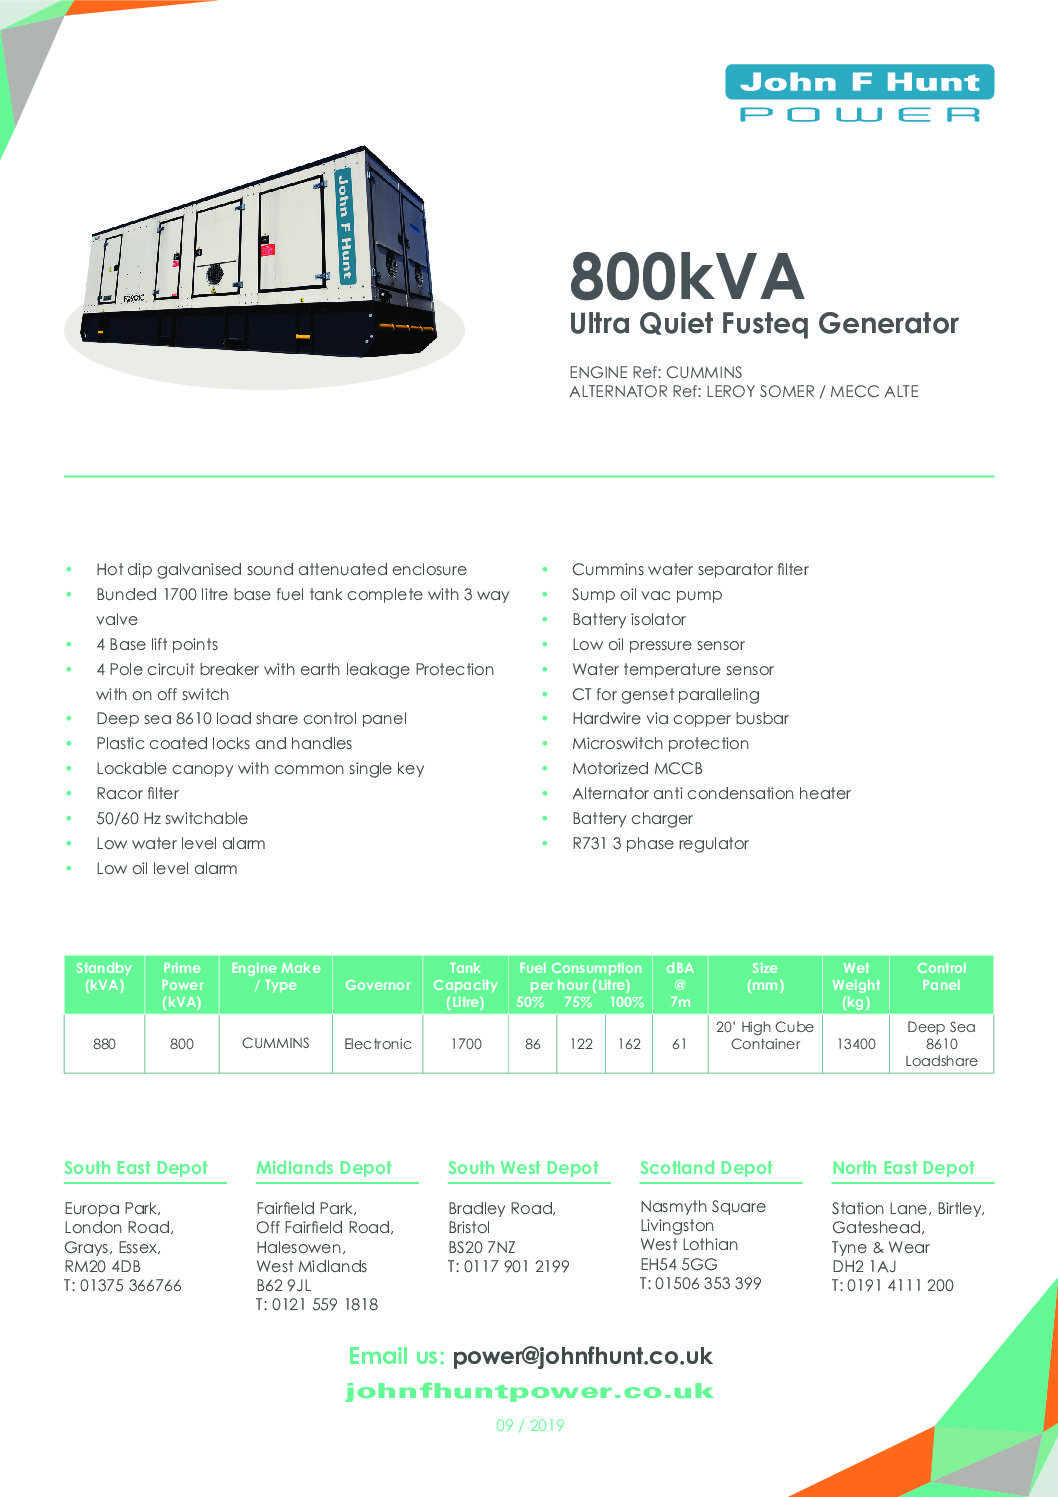 John F Hunt
POWER
John F Hunt
800kVA
Ultra Quiet Fusteq Generator
ENGINE Ref: CUMMINS
ALTERNATOR Ref: LEROY SOMER / MECC ALTE
• Hot dip galvanised sound attenuated enclosure
• Bunded 1700 litre base fuel tank complete with 3 way
valve
• 4 Base lift points
• 4 Pole circuit breaker with earth leakage Protection
with on off switch
• Deep sea 8610 load share control panel
• Plastic coated locks and handles
• Lockable canopy with common single key
• Racor filter
• 50/60 Hz switchable
• Low water level alarm
• Low oil level alarm
• Cummins water separator filter
• Sump oil vac pump
• Battery isolator
• Low oil pressure sensor
• Water temperature sensor
• CT for genset paralleling
• Hardwire via copper busbar
• Microswitch protection
• Motorized MCCB
• Alternator anti condensation heater
• Battery charger
• R731 3 phase regulator
Standby
(kVA)
Prime
Power
(kVA)
Engine Make
/ Type
Governor
Tank
Capacity
(Litre)
Fuel Consumption
per hour (Litre)
50% 75% 100%
dBA
@
7m
Size
(mm)
Wet
Weight
(kg)
Control
Panel
880
800
CUMMINS
Electronic
1700
86
122
162
61
20' High Cube
Container
13400
Deep Sea
8610
Loadshare
South East Depot
Europa Park,
London Road,
Grays, Essex,
RM20 4DB
T: 01375 366766
Midlands Depot
Fairfield Park,
Off Fairfield Road,
Halesowen,
West Midlands
B62 9JL
T: 0121 559 1818
South West Depot
Bradley Road,
Bristol
BS20 7NZ
T: 0117 901 2199
Scotland Depot
Nasmyth Square
Livingston
West Lothian
EH54 5GG
T: 01506 353 399
North East Depot
Station Lane, Birtley,
Gateshead,
Tyne & Wear
DH2 1AJ
T: 0191 4111 200
Email us: power@johnfhunt.co.uk
johnfhuntpower.co.uk
09 / 2019